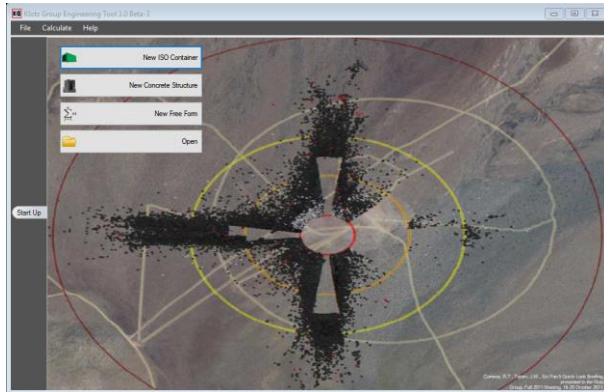 Klotz Group Engineering Tool 1.0 Beta-3
File Calculate Help
New ISO Container
New Concrete Structure
New Free Form
Open
Start Up